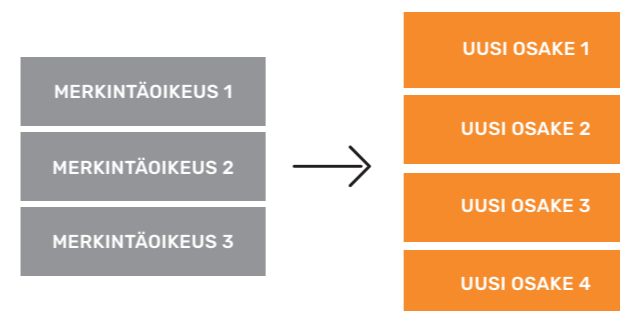 MERKINTÄOIKEUS 1
MERKINTÄOIKEUS 2
MERKINTÄOIKEUS 3
UUSI OSAKE 1
UUSI OSAKE 2
UUSI OSAKE 3
UUSI OSAKE 4